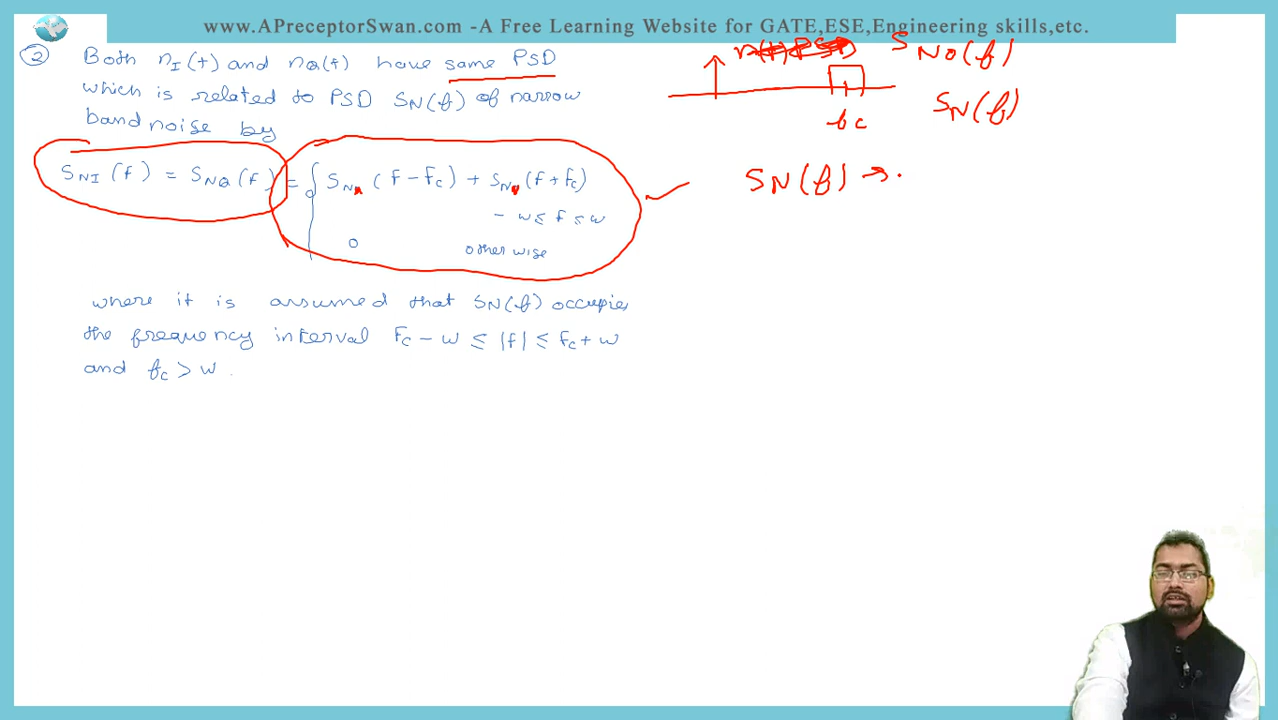 www.APreceptorSwan.com -A Free Learning Website for GATE,ESE,Engineering skills,etc.
② Both nI(t) and nQ(t) have same PSD
which is related to PSD SN(f) of narrow
band noise by
SNI (f) = SNQ (f) = { SN (f-fc) + SN (f+fc)
- w ≤ f ≤ w
0 other wise
where it is assumed that SN(f) occupies
the frequency interval Fc - w ≤ |f| ≤ fc + w
and fc > w .
SNO(f)
fc
SN(f)
SN(f) →